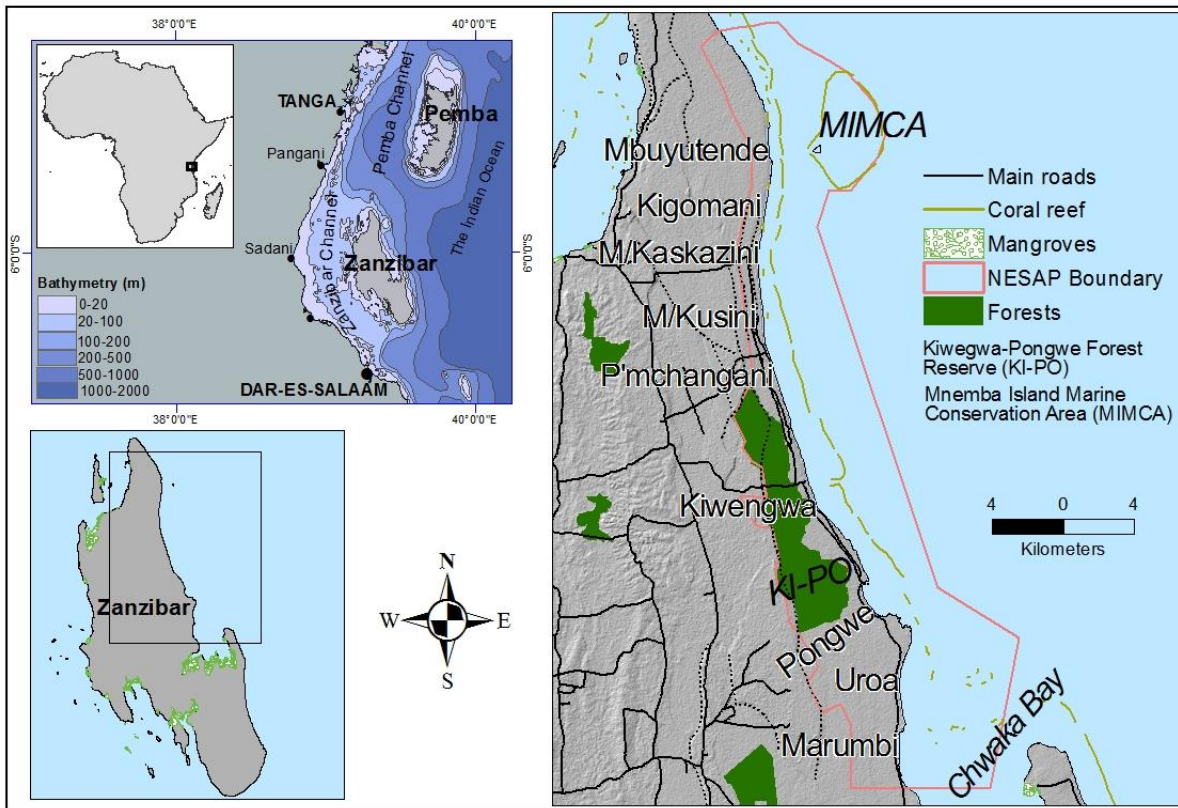 38°0'0"E
40°0'0"E
TANGA
Pemba Channel
Pemba
Pangani
The Indian Ocean
6°0'0"S
6°0'0"S
Sadani
Zanzibar Channel
Zanzibar
Bathymetry (m)
0-20
20-100
100-200
200-500
500-1000
1000-2000
DAR-ES-SALAAM
38°0'0"E
40°0'0"E
Zanzibar
N
W
E
S
MIMCA
Mbuyutende
Kigomani
M/Kaskazini
M/Kusini
P'mchangani
Kiwengwa
KI-PO
Pongwe
Uroa
Marumbi
Chwaka Bay
Main roads
Coral reef
Mangroves
NESAP Boundary
Forests
Kiwegwa-Pongwe Forest
Reserve (KI-PO)
Mnemba Island Marine
Conservation Area (MIMCA)
4 0 4
Kilometers